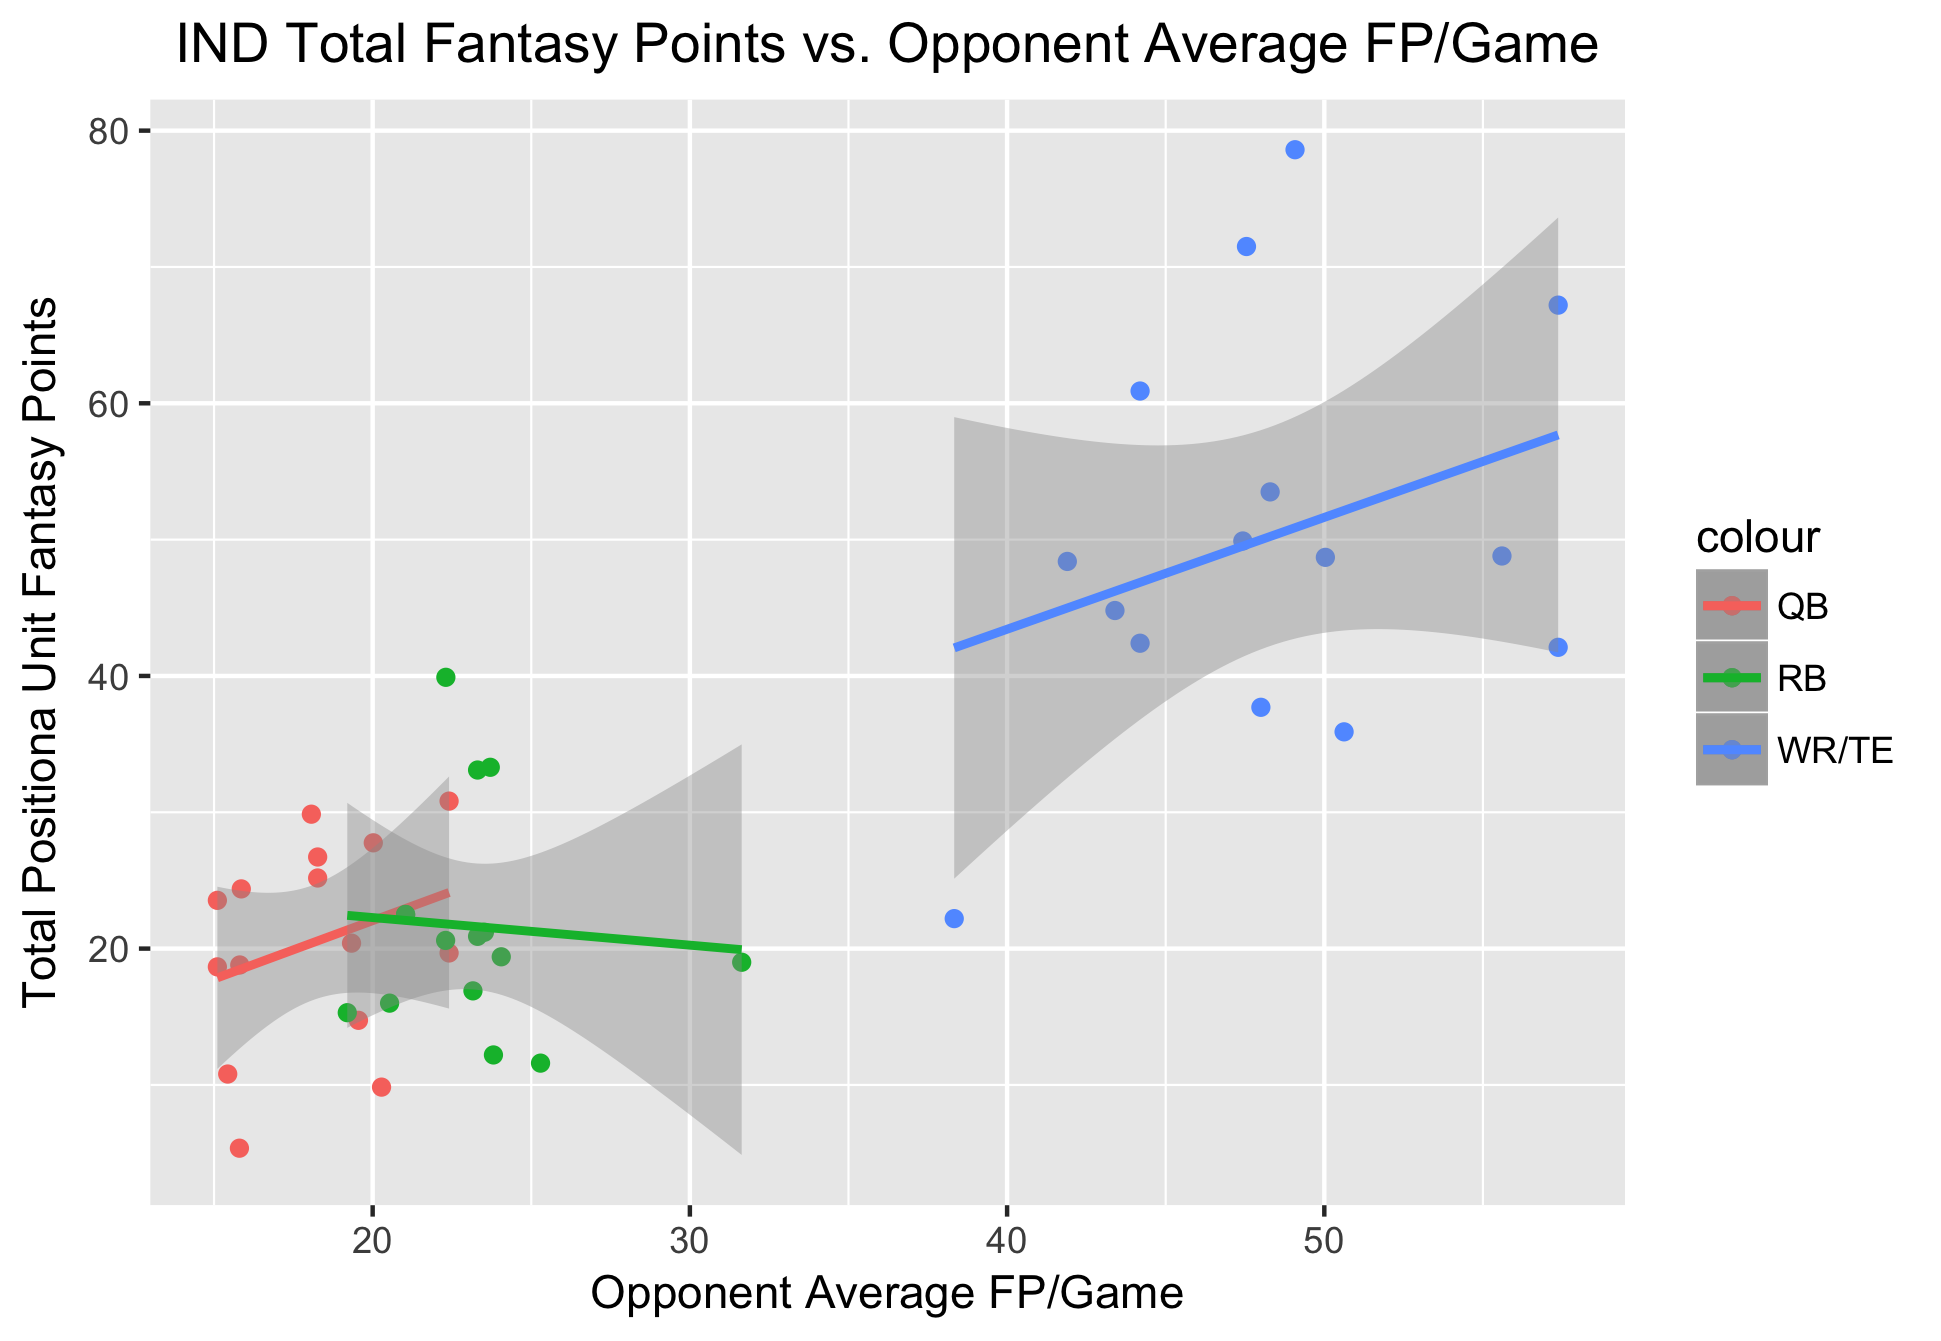 IND Total Fantasy Points vs. Opponent Average FP/Game
Total Positiona Unit Fantasy Points
80
60
40
20
20 30 40 50
Opponent Average FP/Game
colour
QB
RB
WR/TE